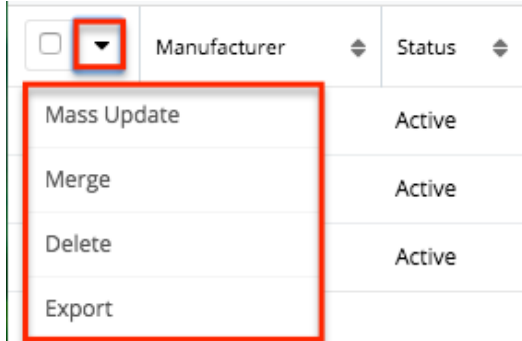 Manufacturer Status
Mass Update Active
Merge Active
Delete Active
Export